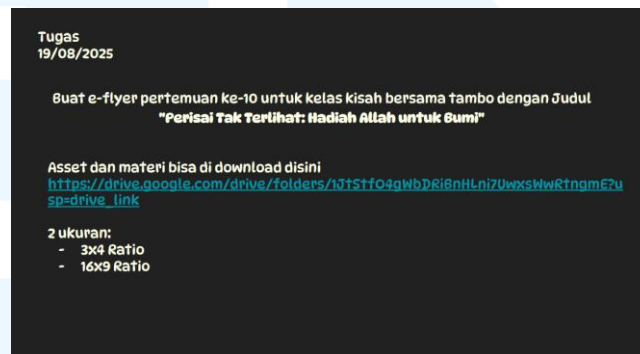 Tugas
19/08/2025
Buat e-flyer pertemuan ke-10 untuk kelas kisah bersama tambo dengan Judul
"Perisai Tak Terlihat: Hadiah Allah untuk Bumi"
Asset dan materi bisa di download disini
https://drive.google.com/drive/folders/1JtStfO4gWbDRi8nHLni7UwxsWwRtngmE?u
sp=drive_link
2 ukuran:
- 3x4 Ratio
- 16x9 Ratio